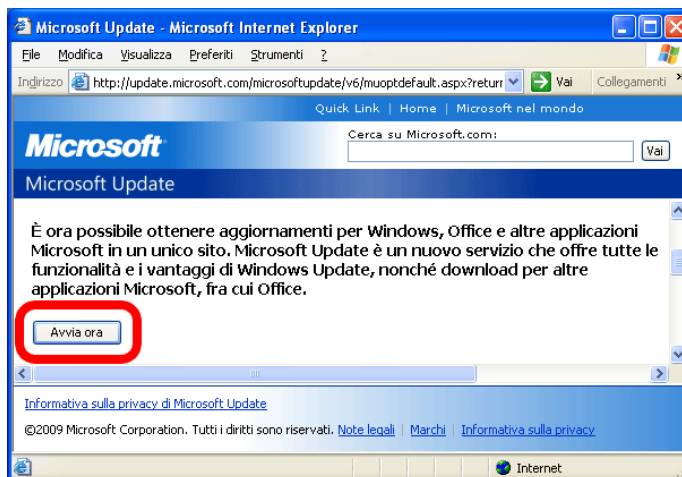 Microsoft Update - Microsoft Internet Explorer
File Modifica Visualizza Preferiti Strumenti ?
Indirizzo http://update.microsoft.com/microsoftupdate/v6/muoptdefault.aspx?returr Vai Collegamenti »
Quick Link | Home | Microsoft nel mondo
Microsoft
Cerca su Microsoft.com:
Vai
Microsoft Update
È ora possibile ottenere aggiornamenti per Windows, Office e altre applicazioni
Microsoft in un unico sito. Microsoft Update è un nuovo servizio che offre tutte le
funzionalità e i vantaggi di Windows Update, nonché download per altre
applicazioni Microsoft, fra cui Office.
Avvia ora
Informativa sulla privacy di Microsoft Update
©2009 Microsoft Corporation. Tutti i diritti sono riservati. Note legali | Marchi | Informativa sulla privacy
Internet